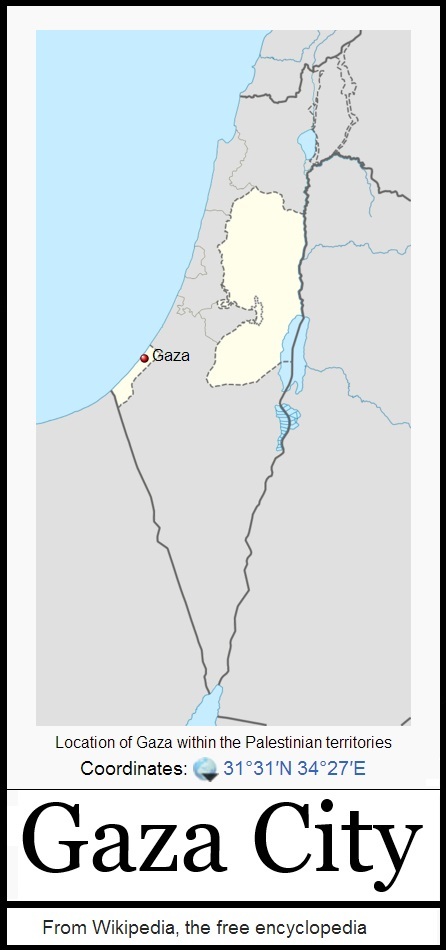 Gaza
Location of Gaza within the Palestinian territories
Coordinates: 31°31′N 34°27′E
Gaza City
From Wikipedia, the free encyclopedia